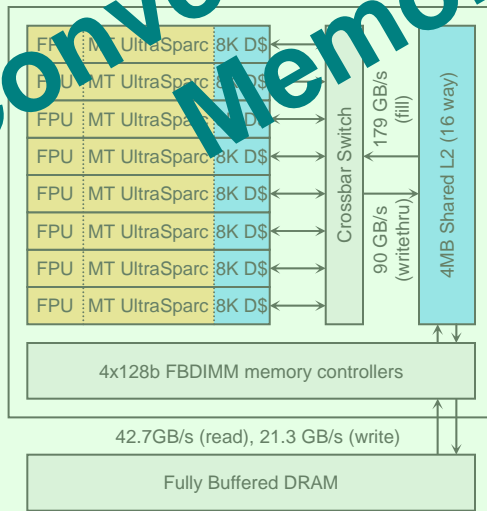 Conv
Memo
FPU MT UltraSparc 8K D$
FPU MT UltraSparc 8K D$
FPU MT UltraSparc 8K D$
FPU MT UltraSparc 8K D$
FPU MT UltraSparc 8K D$
FPU MT UltraSparc 8K D$
FPU MT UltraSparc 8K D$
FPU MT UltraSparc 8K D$
Crossbar Switch
179 GB/s
(fill)
90 GB/s
(writethru)
4MB Shared L2 (16 way)
4x128b FBDIMM memory controllers
42.7GB/s (read), 21.3 GB/s (write)
Fully Buffered DRAM